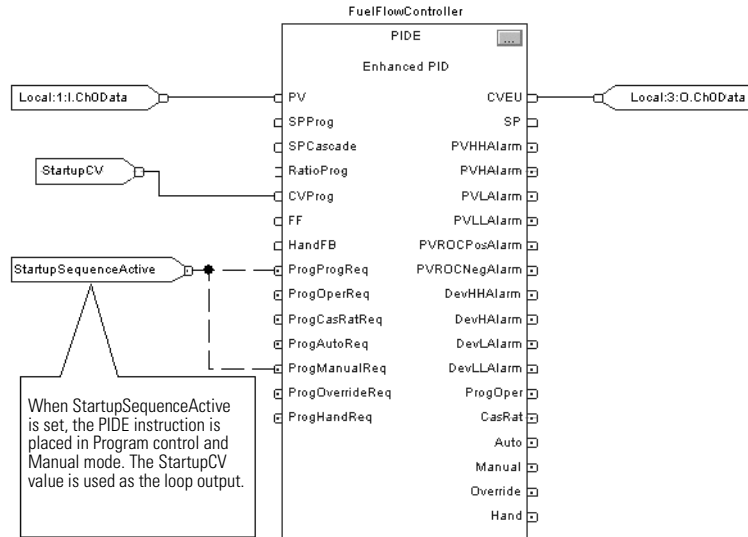 FuelFlowController
PIDE
...
Enhanced PID
Local:1:I.Ch0Data
PV
CVEU
Local:3:O.Ch0Data
SPProg
SP
SPCascade
PVHHAlarm
StartupCV
RatioProg
PVHAlarm
CVProg
PVLAlarm
FF
PVLLAlarm
HandFB
PVROCPosAlarm
StartupSequenceActive
ProgProgReq
PVROCNegAlarm
ProgOperReq
DevHHAlarm
ProgCasRatReq
DevHAlarm
ProgAutoReq
DevLAlarm
ProgManualReq
DevLLAlarm
ProgOverrideReq
ProgOper
ProgHandReq
CasRat
Auto
Manual
Override
Hand
When StartupSequenceActive
is set, the PIDE instruction is
placed in Program control and
Manual mode. The StartupCV
value is used as the loop output.